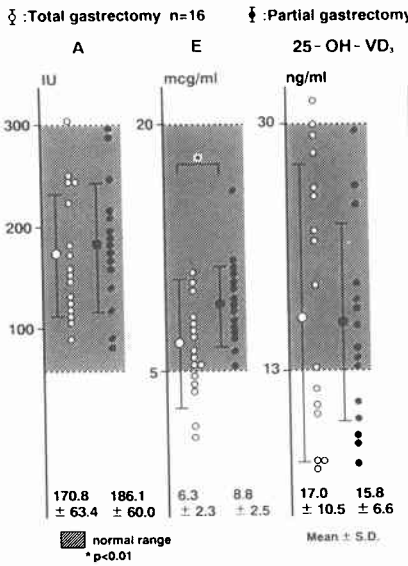 :Total gastrectomy n=16 :Partial gastrectomy
A E 25-OH-VD₃
IU mcg/ml ng/ml
300 20 30
*
200
100
5 13
170.8 186.1 6.3 8.8 17.0 15.8
± 63.4 ± 60.0 ± 2.3 ± 2.5 ± 10.5 ± 6.6
normal range Mean ± S.D.
* p<0.01